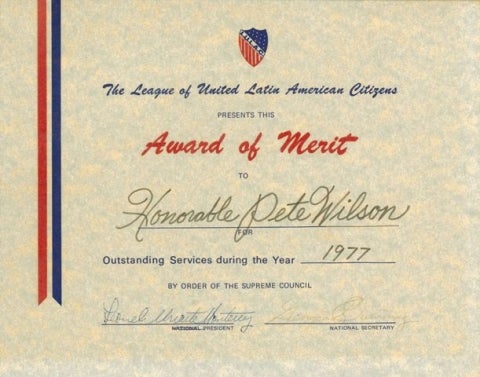 LULAC
The League of United Latin American Citizens
PRESENTS THIS
Award of Merit
TO
Honorable Pete Wilson
FOR
Outstanding Services during the Year 1977
BY ORDER OF THE SUPREME COUNCIL
NATIONAL PRESIDENT NATIONAL SECRETARY